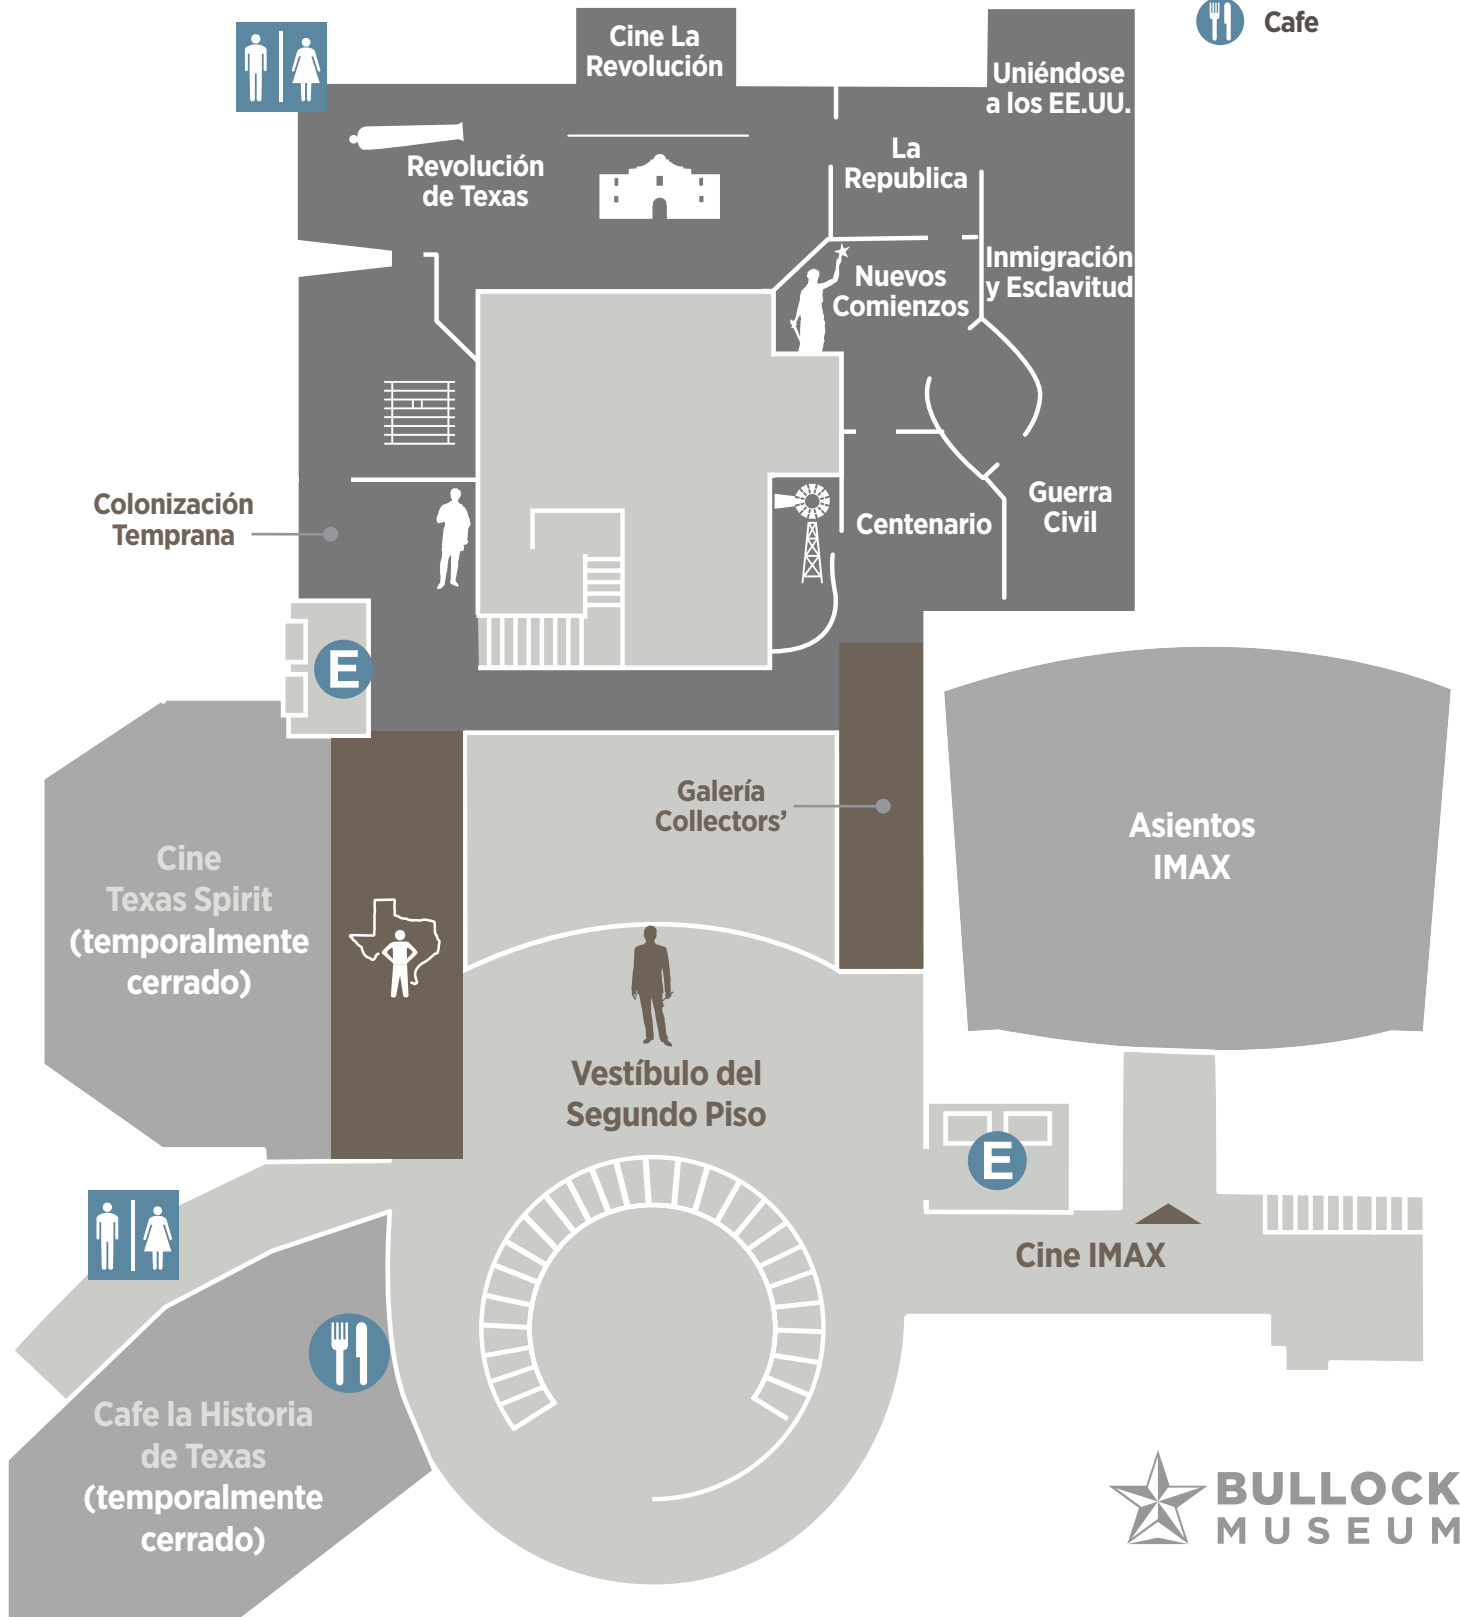 Cafe
Cine La
Revolución
Uniéndose
a los EE.UU.
Revolución
de Texas
La
Republica
Nuevos
Comienzos
Inmigración
y Esclavitud
Colonización
Temprana
Centenario
Guerra
Civil
E
Galería
Collectors’
Asientos
IMAX
Cine
Texas Spirit
(temporalmente
cerrado)
Vestíbulo del
Segundo Piso
E
Cine IMAX
Cafe la Historia
de Texas
(temporalmente
cerrado)
BULLOCK
MUSEUM